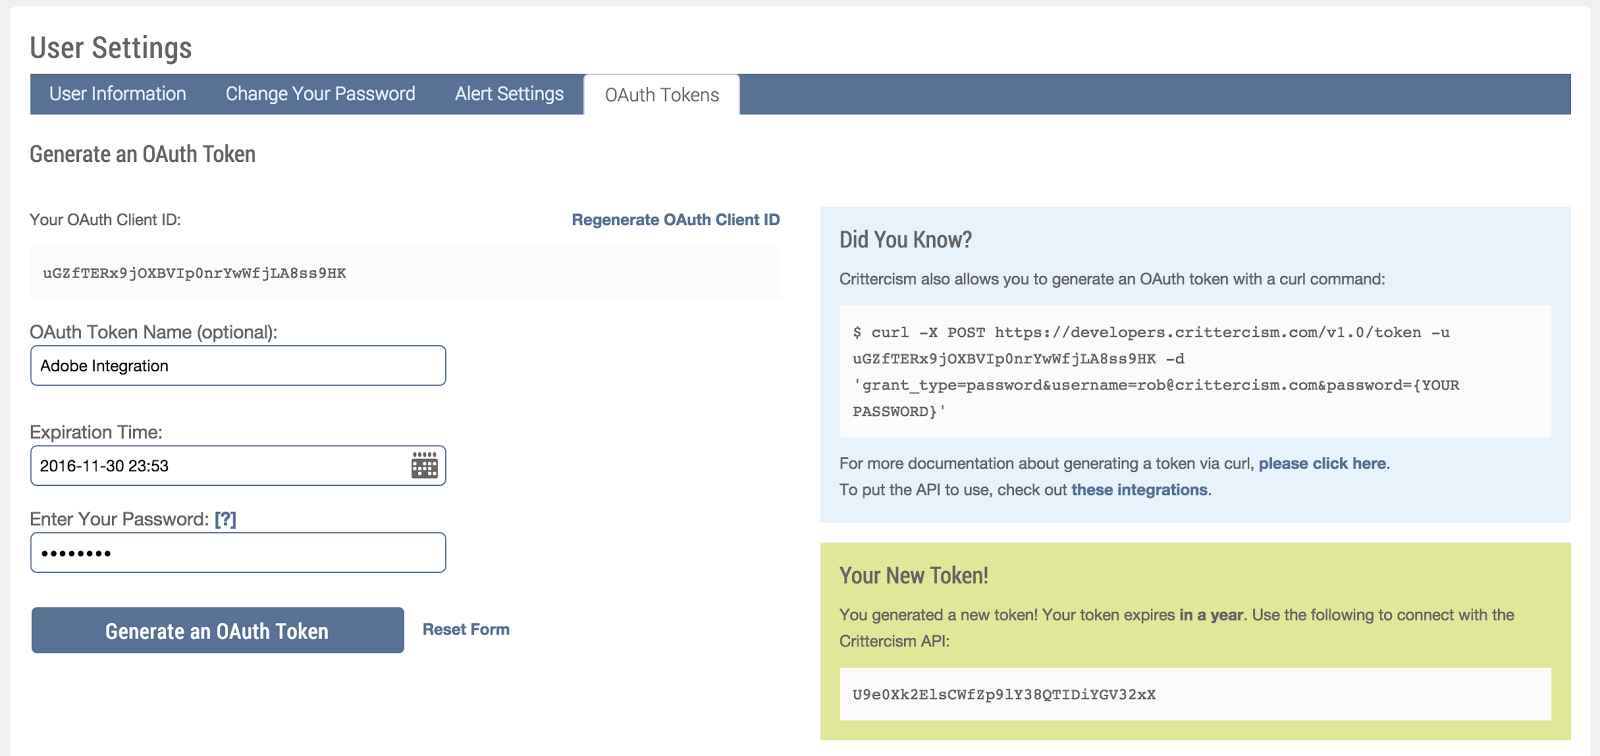 User Settings
User Information
Change Your Password
Alert Settings
OAuth Tokens
Generate an OAuth Token
Your OAuth Client ID:
Regenerate OAuth Client ID
uGZfTERx9jOXBVIp0nrYwWfjLA8ss9HK
OAuth Token Name (optional):
Adobe Integration
Expiration Time:
2016-11-30 23:53
Enter Your Password: [?]
••••••••
Generate an OAuth Token
Reset Form
Did You Know?
Crittercism also allows you to generate an OAuth token with a curl command:
$ curl -X POST https://developers.crittercism.com/v1.0/token -u
uGZfTERx9jOXBVIp0nrYwWfjLA8ss9HK -d
'grant_type=password&username=rob@crittercism.com&password={YOUR
PASSWORD}'
For more documentation about generating a token via curl, please click here.
To put the API to use, check out these integrations.
Your New Token!
You generated a new token! Your token expires in a year. Use the following to connect with the
Crittercism API:
U9e0Xk2ElsCWfZp9lY38QTIDiYGV32xX